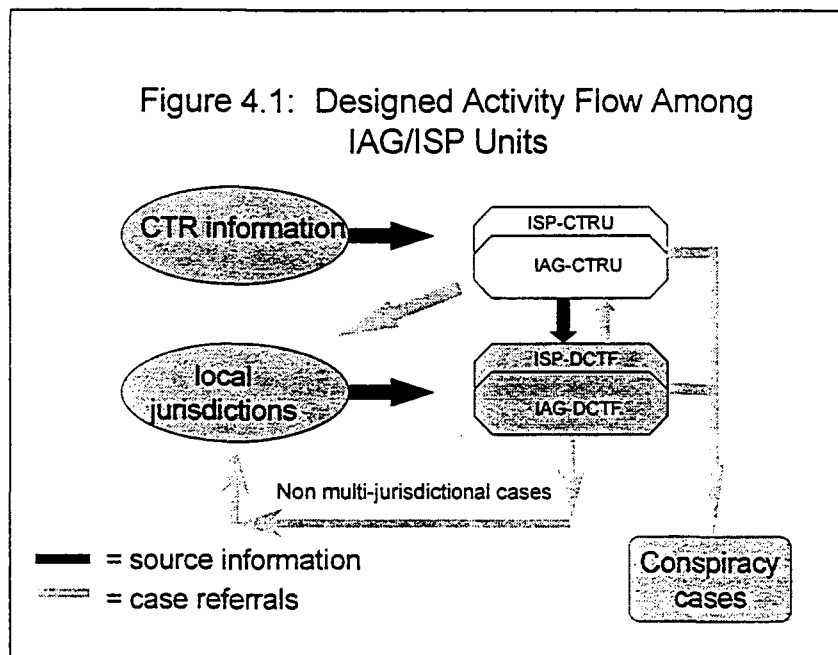 Figure 4.1: Designed Activity Flow Among
IAG/ISP Units
CTR information
ISP-CTRU
IAG-CTRU
local
jurisdictions
ISP-DCTF
IAG-DCTF
Non multi-jurisdictional cases
= source information
= case referrals
Conspiracy
cases